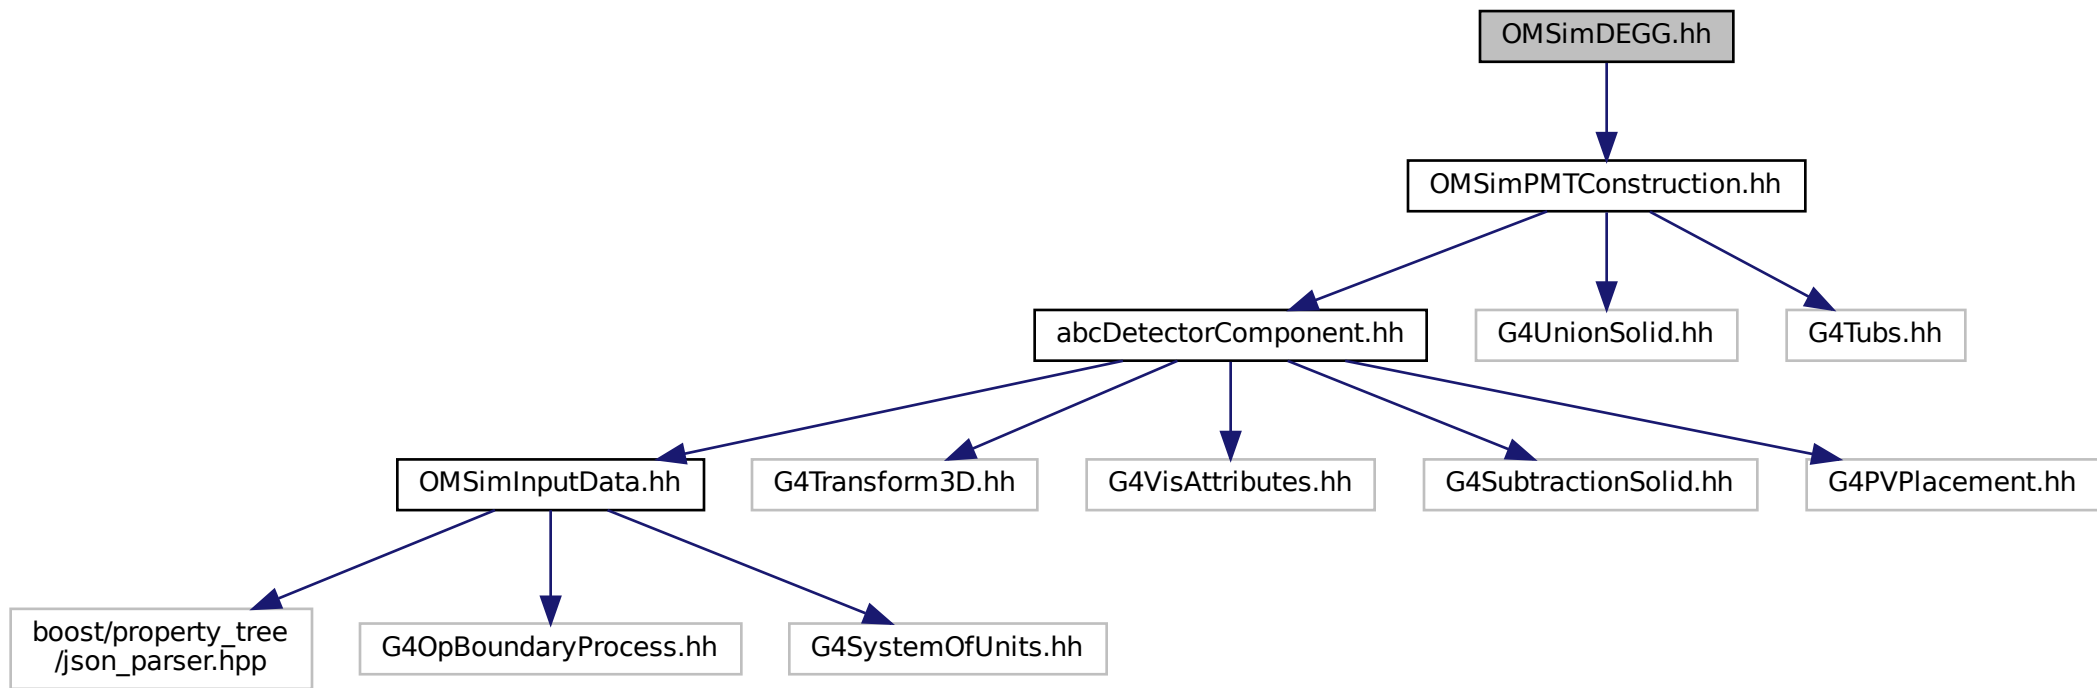 OMSimDEGG.hh
OMSimPMTConstruction.hh
abcDetectorComponent.hh
G4UnionSolid.hh
G4Tubs.hh
OMSimInputData.hh
G4Transform3D.hh
G4VisAttributes.hh
G4SubtractionSolid.hh
G4PVPlacement.hh
boost/property_tree
/json_parser.hpp
G4OpBoundaryProcess.hh
G4SystemOfUnits.hh